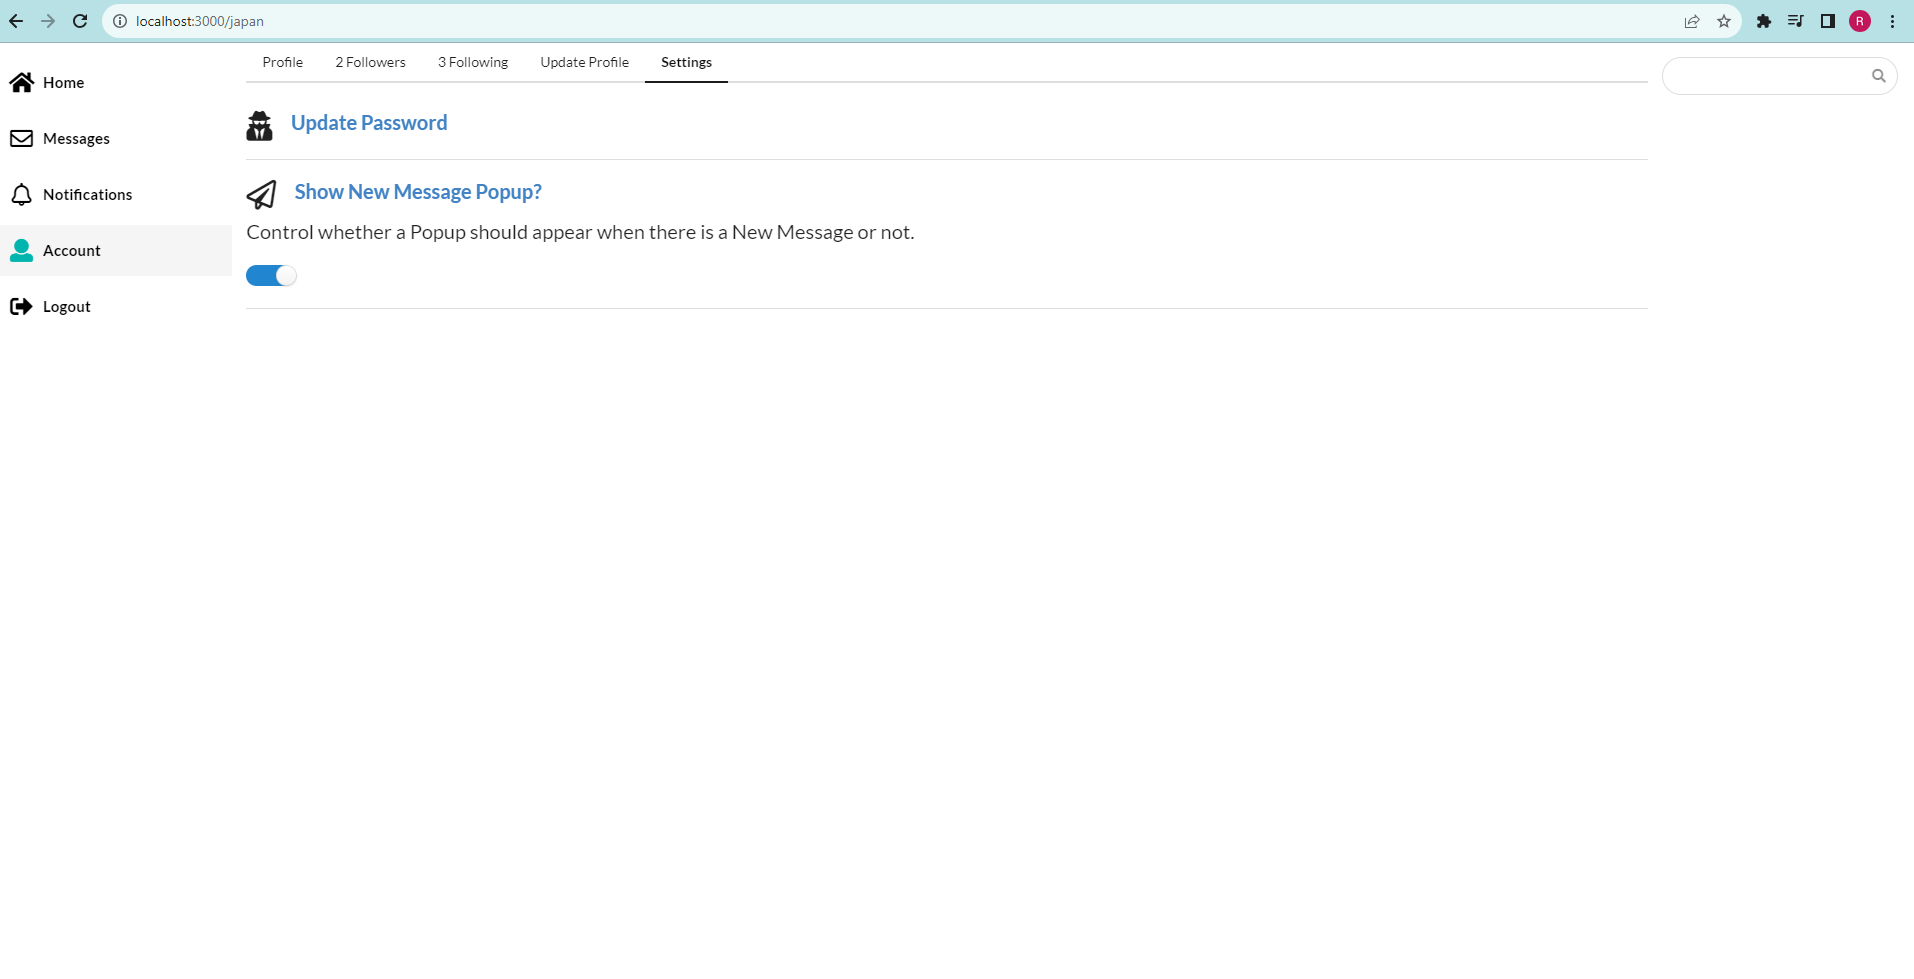 localhost:3000/japan
R
Home
Messages
Notifications
Account
Logout
Profile 2 Followers 3 Following Update Profile Settings
Update Password
Show New Message Popup?
Control whether a Popup should appear when there is a New Message or not.